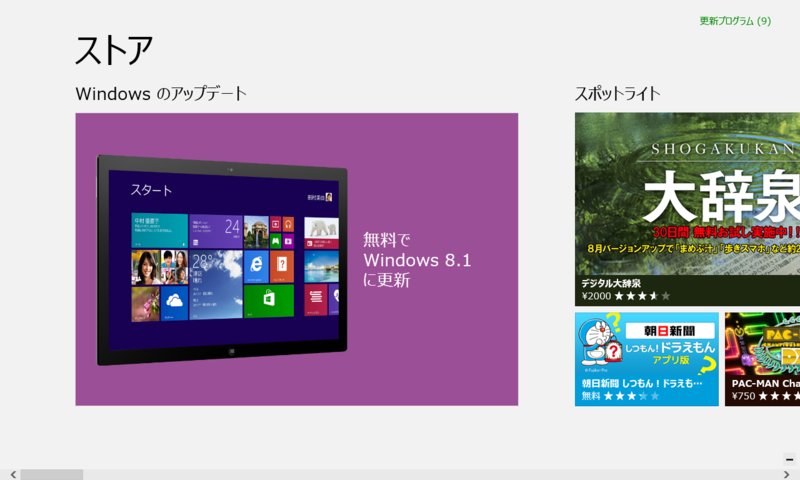 更新プログラム (9)
ストア
Windows のアップデート
スポットライト
スタート
24
28°
無料で
Windows 8.1
に更新
SHOGAKUKAN
大辞泉
30日間 無料お試し実施中!
8月バージョンアップで「まめぶ汁」「歩きスマホ」など約2
デジタル大辞泉
¥2000
朝日新聞
しつもん!ドラえもん
アプリ版
朝日新聞 しつもん!ドラえも…
無料
PAC-MAN Cha
¥750